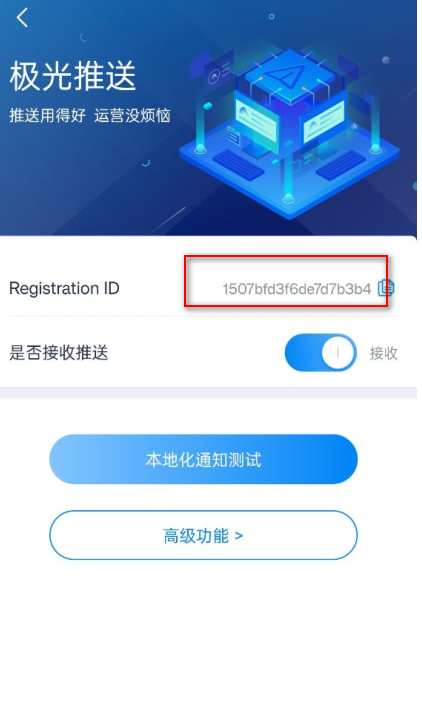 极光推送
推送用得好 运营没烦恼
Registration ID
1507bfd3f6de7d7b3b4
是否接收推送
接收
本地化通知测试
高级功能 >